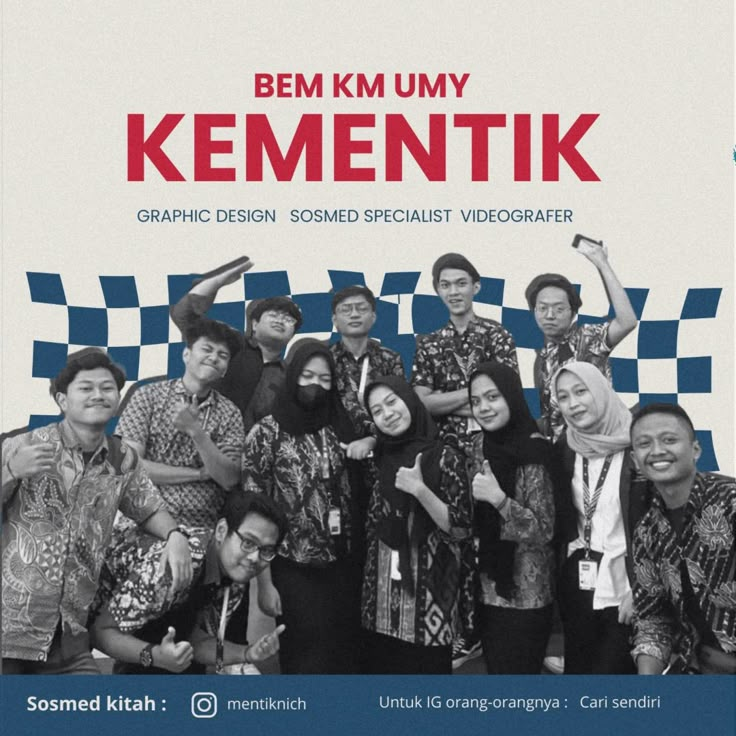 BEM KM UMY
KEMENTIK
GRAPHIC DESIGN SOSMED SPECIALIST VIDEOGRAFER
Sosmed kitah : mentiknich Untuk IG orang-orangnya : Cari sendiri